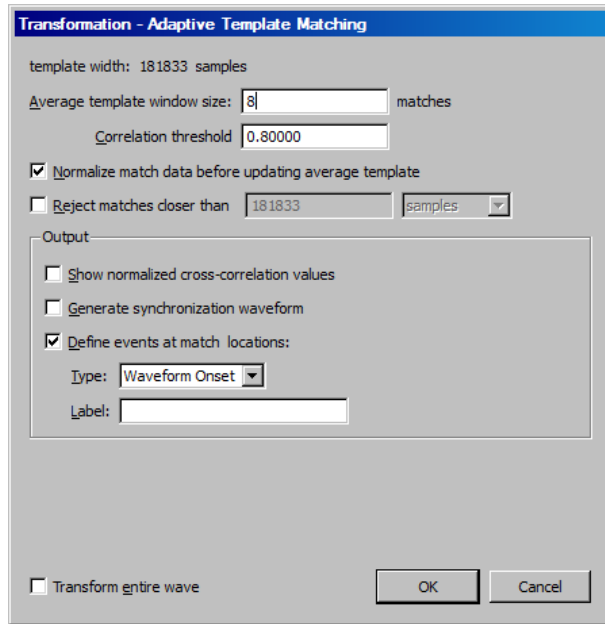 Transformation - Adaptive Template Matching
template width: 181833 samples
Average template window size: 8 matches
Correlation threshold 0.80000
Normalize match data before updating average template
Reject matches closer than 181833 samples
Output
Show normalized cross-correlation values
Generate synchronization waveform
Define events at match locations:
Type: Waveform Onset
Label:
Transform entire wave OK Cancel